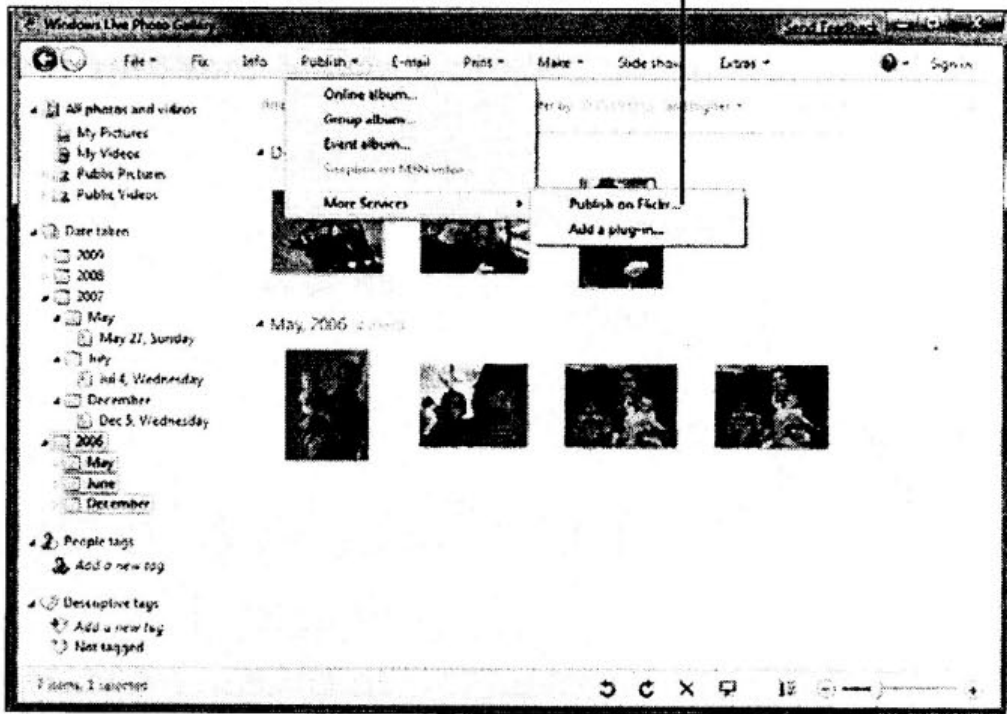 Windows Live Photo Gallery
Send Feedback
File Fix Info Publish E-mail Print Make Slide show Extras Sign in
Online album...
Group album...
Event album...
More Services
Publish on Flickr...
Add a plug-in...
All photos and videos
My Pictures
My Videos
Public Pictures
Public Videos
Date taken
2009
2008
2007
May
May 27, Sunday
July
Jul 4, Wednesday
December
Dec 5, Wednesday
2006
May
June
December
People tags
Add a new tag
Descriptive tags
Add a new tag
Not tagged
May, 2006
items, selected